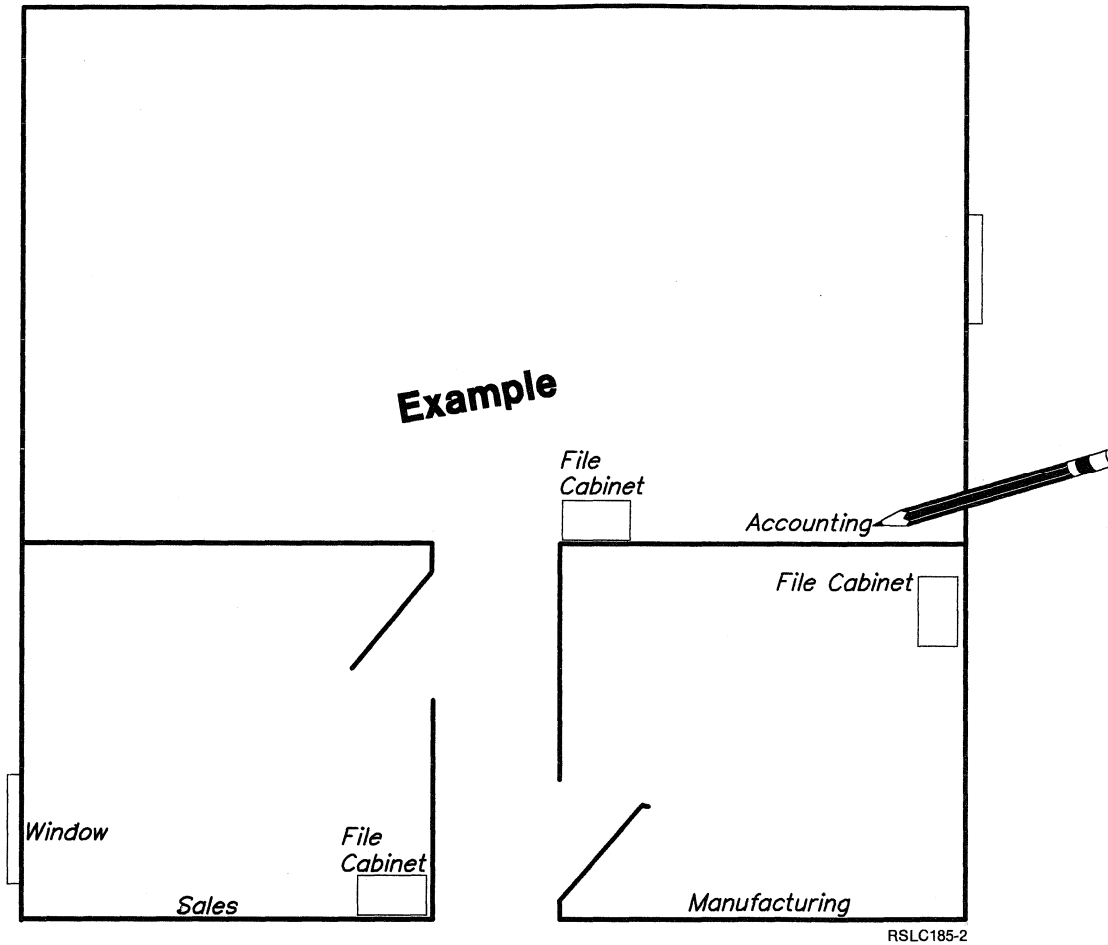 Example
File
Cabinet
Accounting
File Cabinet
Window
File
Cabinet
Sales
Manufacturing
RSLC185-2